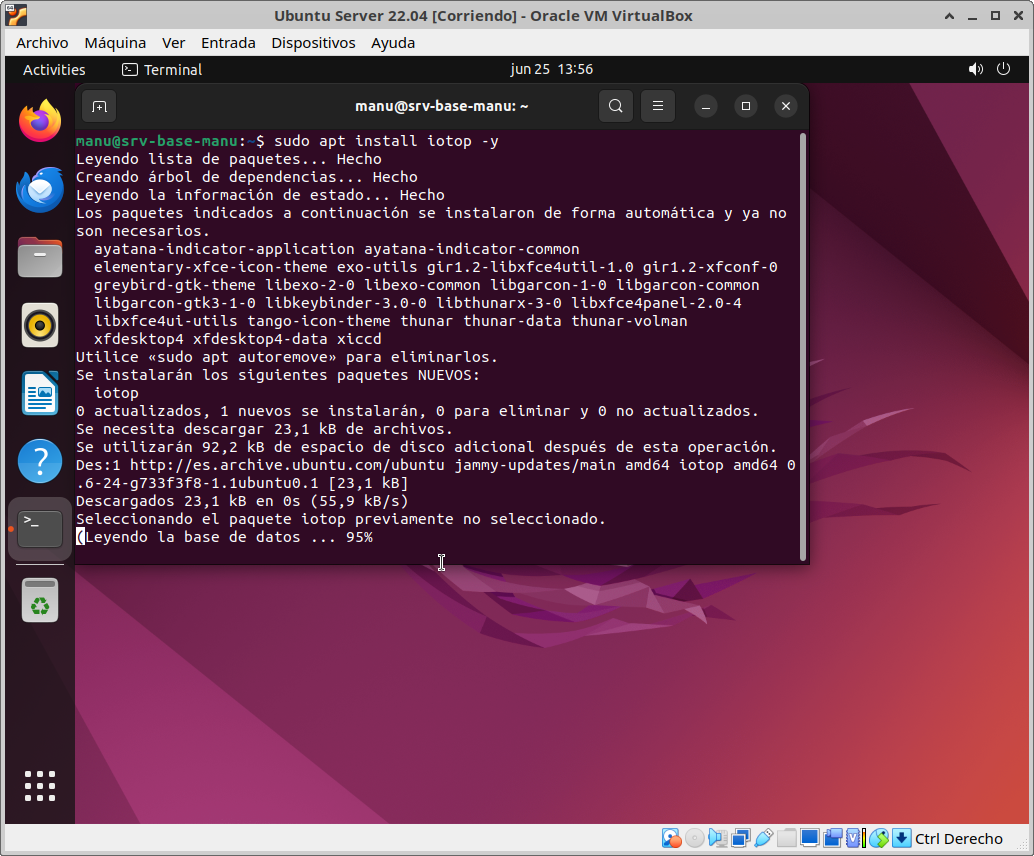 Ubuntu Server 22.04 [Corriendo] - Oracle VM VirtualBox
Archivo Máquina Ver Entrada Dispositivos Ayuda
Activities Terminal jun 25 13:56
manu@srv-base-manu: ~
manu@srv-base-manu:~$ sudo apt install iotop -y
Leyendo lista de paquetes... Hecho
Creando árbol de dependencias... Hecho
Leyendo la información de estado... Hecho
Los paquetes indicados a continuación se instalaron de forma automática y ya no
son necesarios.
  ayatana-indicator-application ayatana-indicator-common
  elementary-xfce-icon-theme exo-utils gir1.2-libxfce4util-1.0 gir1.2-xfconf-0
  greybird-gtk-theme libexo-2-0 libexo-common libgarcon-1-0 libgarcon-common
  libgarcon-gtk3-1-0 libkeybinder-3.0-0 libthunarx-3-0 libxfce4panel-2.0-4
  libxfce4ui-utils tango-icon-theme thunar thunar-data thunar-volman
  xfdesktop4 xfdesktop4-data xiccd
Utilice «sudo apt autoremove» para eliminarlos.
Se instalarán los siguientes paquetes NUEVOS:
  iotop
0 actualizados, 1 nuevos se instalarán, 0 para eliminar y 0 no actualizados.
Se necesita descargar 23,1 kB de archivos.
Se utilizarán 92,2 kB de espacio de disco adicional después de esta operación.
Des:1 http://es.archive.ubuntu.com/ubuntu jammy-updates/main amd64 iotop amd64 0
.6-24-g733f3f8-1.1ubuntu0.1 [23,1 kB]
Descargados 23,1 kB en 0s (55,9 kB/s)
Seleccionando el paquete iotop previamente no seleccionado.
(Leyendo la base de datos ... 95%
Ctrl Derecho